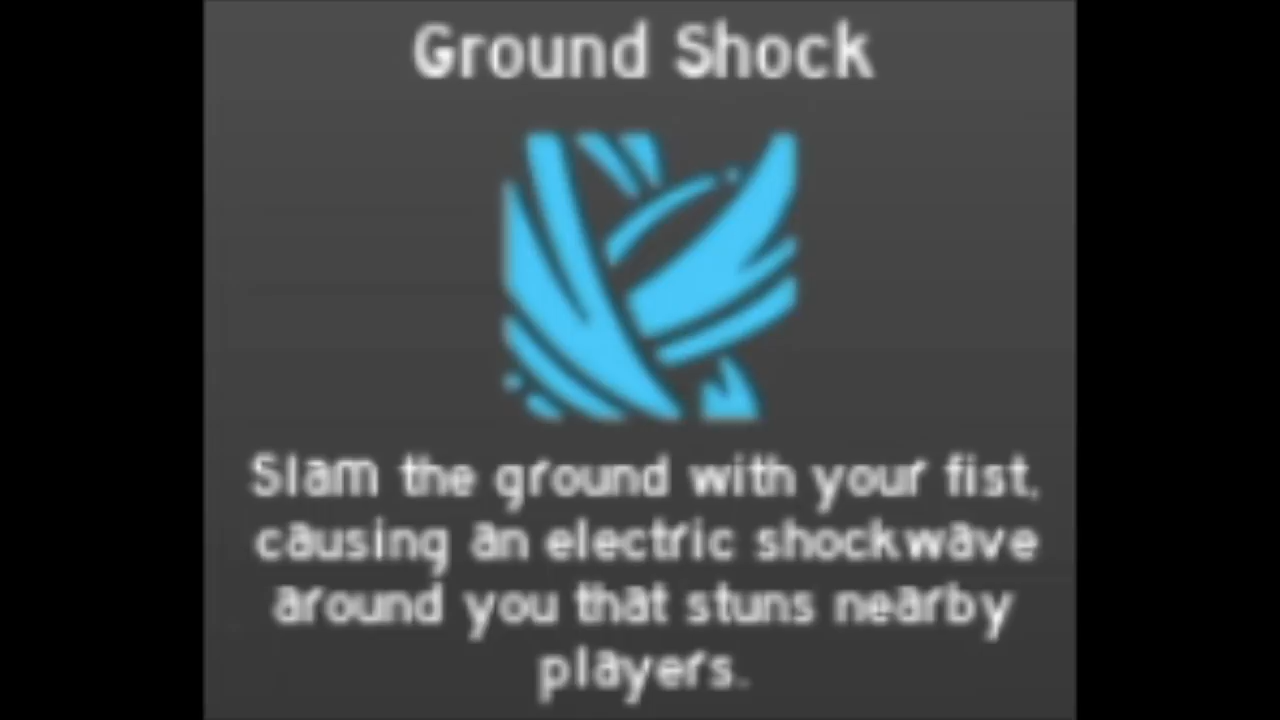 Ground Shock
Slam the ground with your fist,
causing an electric shockwave
around you that stuns nearby
players.